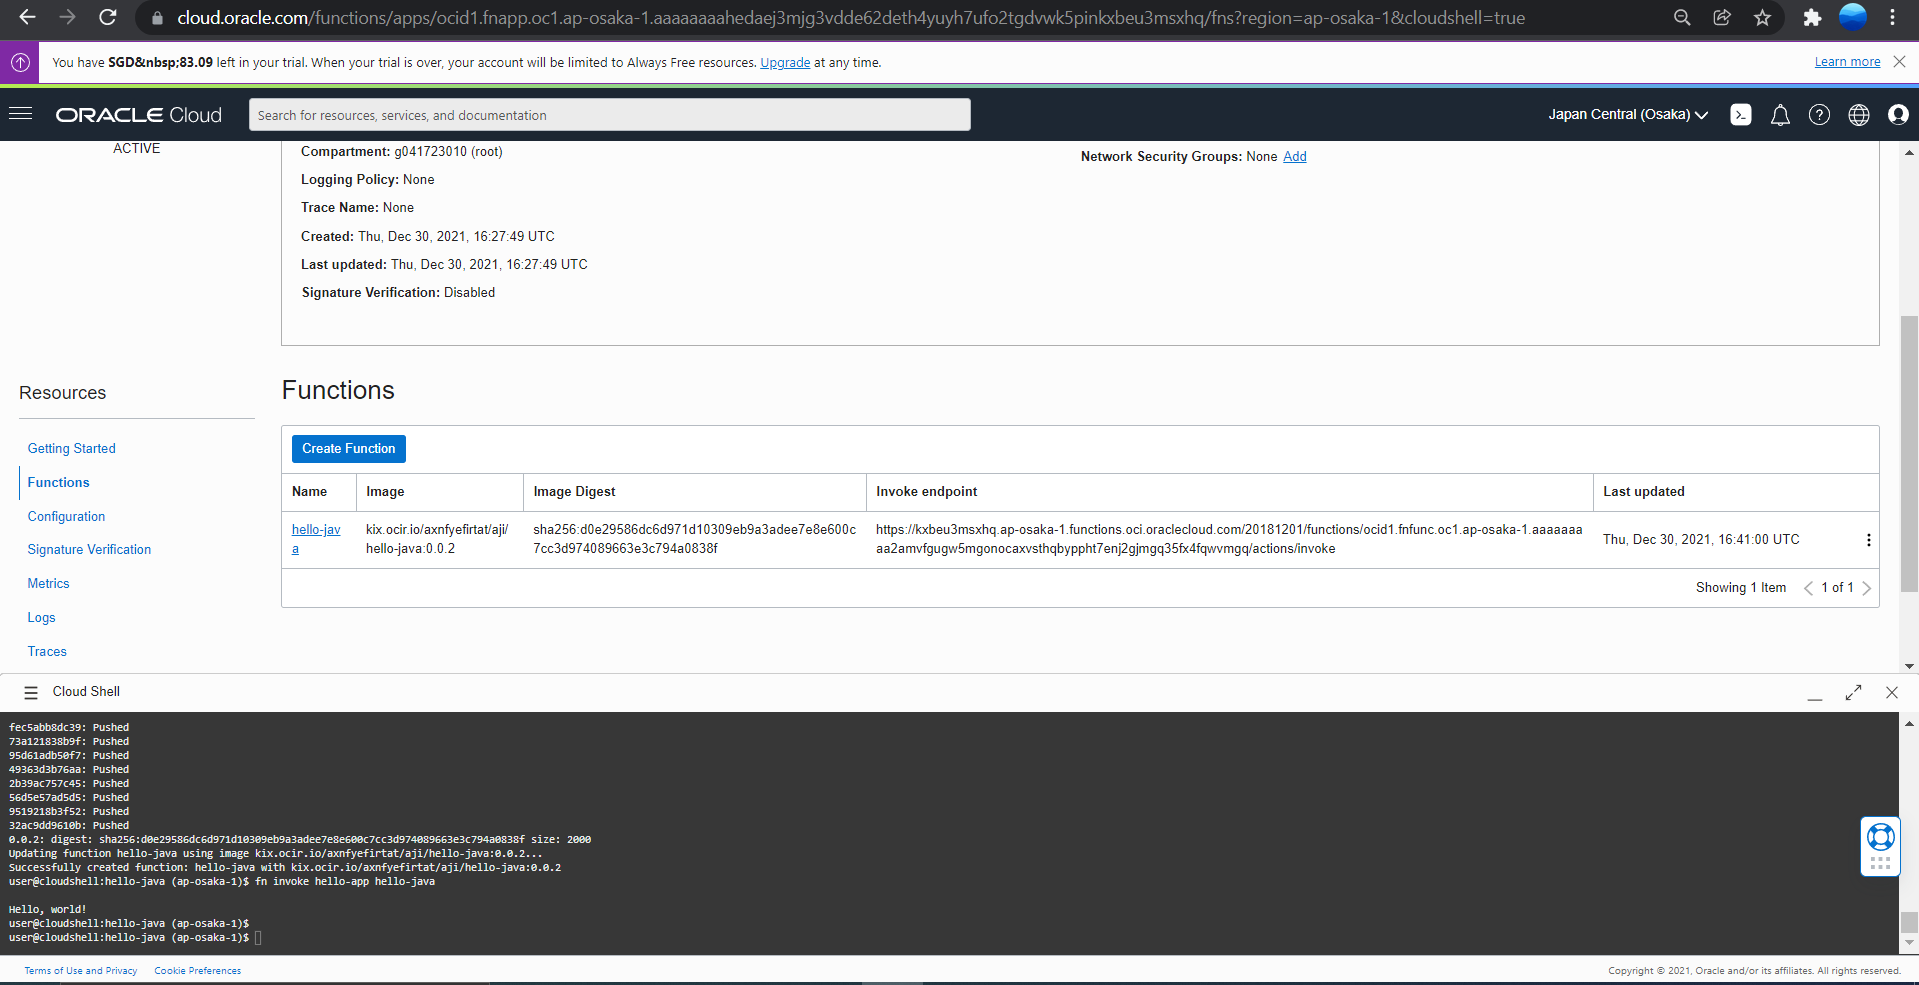 cloud.oracle.com/functions/apps/ocid1.fnapp.oc1.ap-osaka-1.aaaaaaaahedaej3mjg3vdde62deth4yuyh7ufo2tgdvwk5pinkxbeu3msxhq/fns?region=ap-osaka-1&cloudshell=true
You have SGD&nbsp;83.09 left in your trial. When your trial is over, your account will be limited to Always Free resources. Upgrade at any time.
Learn more
ORACLE Cloud
Search for resources, services, and documentation
Japan Central (Osaka)
ACTIVE
Compartment: g041723010 (root)
Network Security Groups: None Add
Logging Policy: None
Trace Name: None
Created: Thu, Dec 30, 2021, 16:27:49 UTC
Last updated: Thu, Dec 30, 2021, 16:27:49 UTC
Signature Verification: Disabled
Resources
Getting Started
Functions
Configuration
Signature Verification
Metrics
Logs
Traces
Functions
Create Function
Name Image Image Digest Invoke endpoint Last updated
hello-jav
a
kix.ocir.io/axnfyefirtat/aji/
hello-java:0.0.2
sha256:d0e29586dc6d971d10309eb9a3adee7e8e600c
7cc3d974089663e3c794a0838f
https://kxbeu3msxhq.ap-osaka-1.functions.oci.oraclecloud.com/20181201/functions/ocid1.fnfunc.oc1.ap-osaka-1.aaaaaaa
aa2amvfgugw5mgonocaxvsthqbyppht7enj2gjmgq35fx4fqwvmgq/actions/invoke
Thu, Dec 30, 2021, 16:41:00 UTC
Showing 1 Item
1 of 1
Cloud Shell
fec5abb8dc39: Pushed
73a121838b9f: Pushed
95d61adb50f7: Pushed
49363d3b76aa: Pushed
2b39ac757c45: Pushed
56d5e57ad5d5: Pushed
9519218b3f52: Pushed
32ac9dd9610b: Pushed
0.0.2: digest: sha256:d0e29586dc6d971d10309eb9a3adee7e8e600c7cc3d974089663e3c794a0838f size: 2000
Updating function hello-java using image kix.ocir.io/axnfyefirtat/aji/hello-java:0.0.2...
Successfully created function: hello-java with kix.ocir.io/axnfyefirtat/aji/hello-java:0.0.2
user@cloudshell:hello-java (ap-osaka-1)$ fn invoke hello-app hello-java
Hello, world!
user@cloudshell:hello-java (ap-osaka-1)$
user@cloudshell:hello-java (ap-osaka-1)$
Terms of Use and Privacy
Cookie Preferences
Copyright © 2021, Oracle and/or its affiliates. All rights reserved.